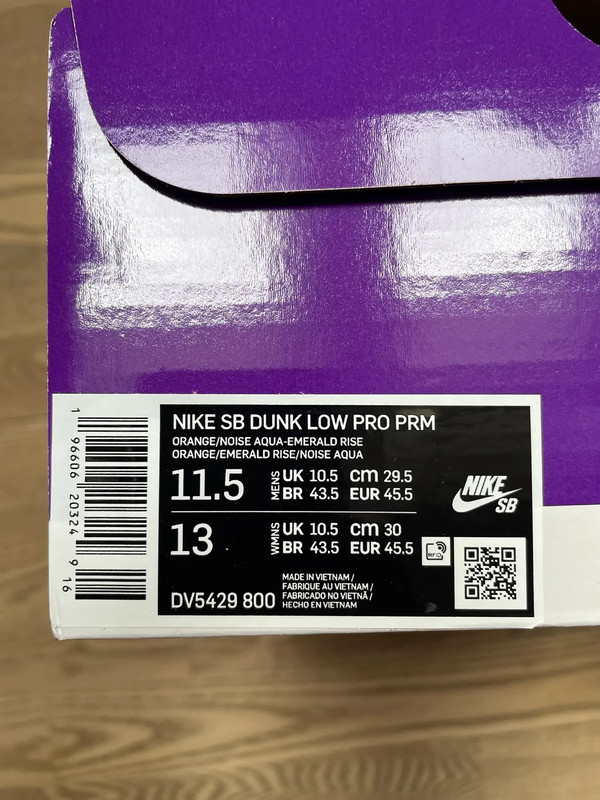 NIKE SB DUNK LOW PRO PRM
ORANGE/NOISE AQUA-EMERALD RISE
ORANGE/EMERALD RISE/NOISE AQUA
11.5 MENS UK 10.5 cm 29.5
BR 43.5 EUR 45.5
13 WMNS UK 10.5 cm 30
BR 43.5 EUR 45.5
RFID
NIKE
SB
DV5429 800
MADE IN VIETNAM /
FABRIQUE AU VIETNAM /
FABRICADO NO VIETNÃ /
HECHO EN VIETNAM
1 96606 20324 9 16